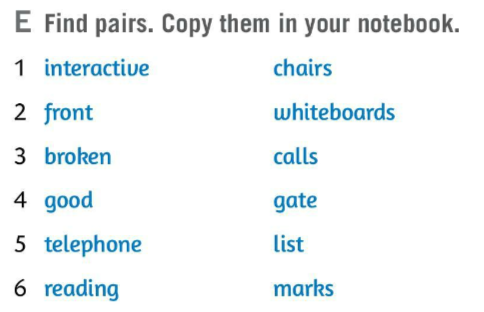 E Find pairs. Copy them in your notebook.
1 interactive chairs
2 front whiteboards
3 broken calls
4 good gate
5 telephone list
6 reading marks